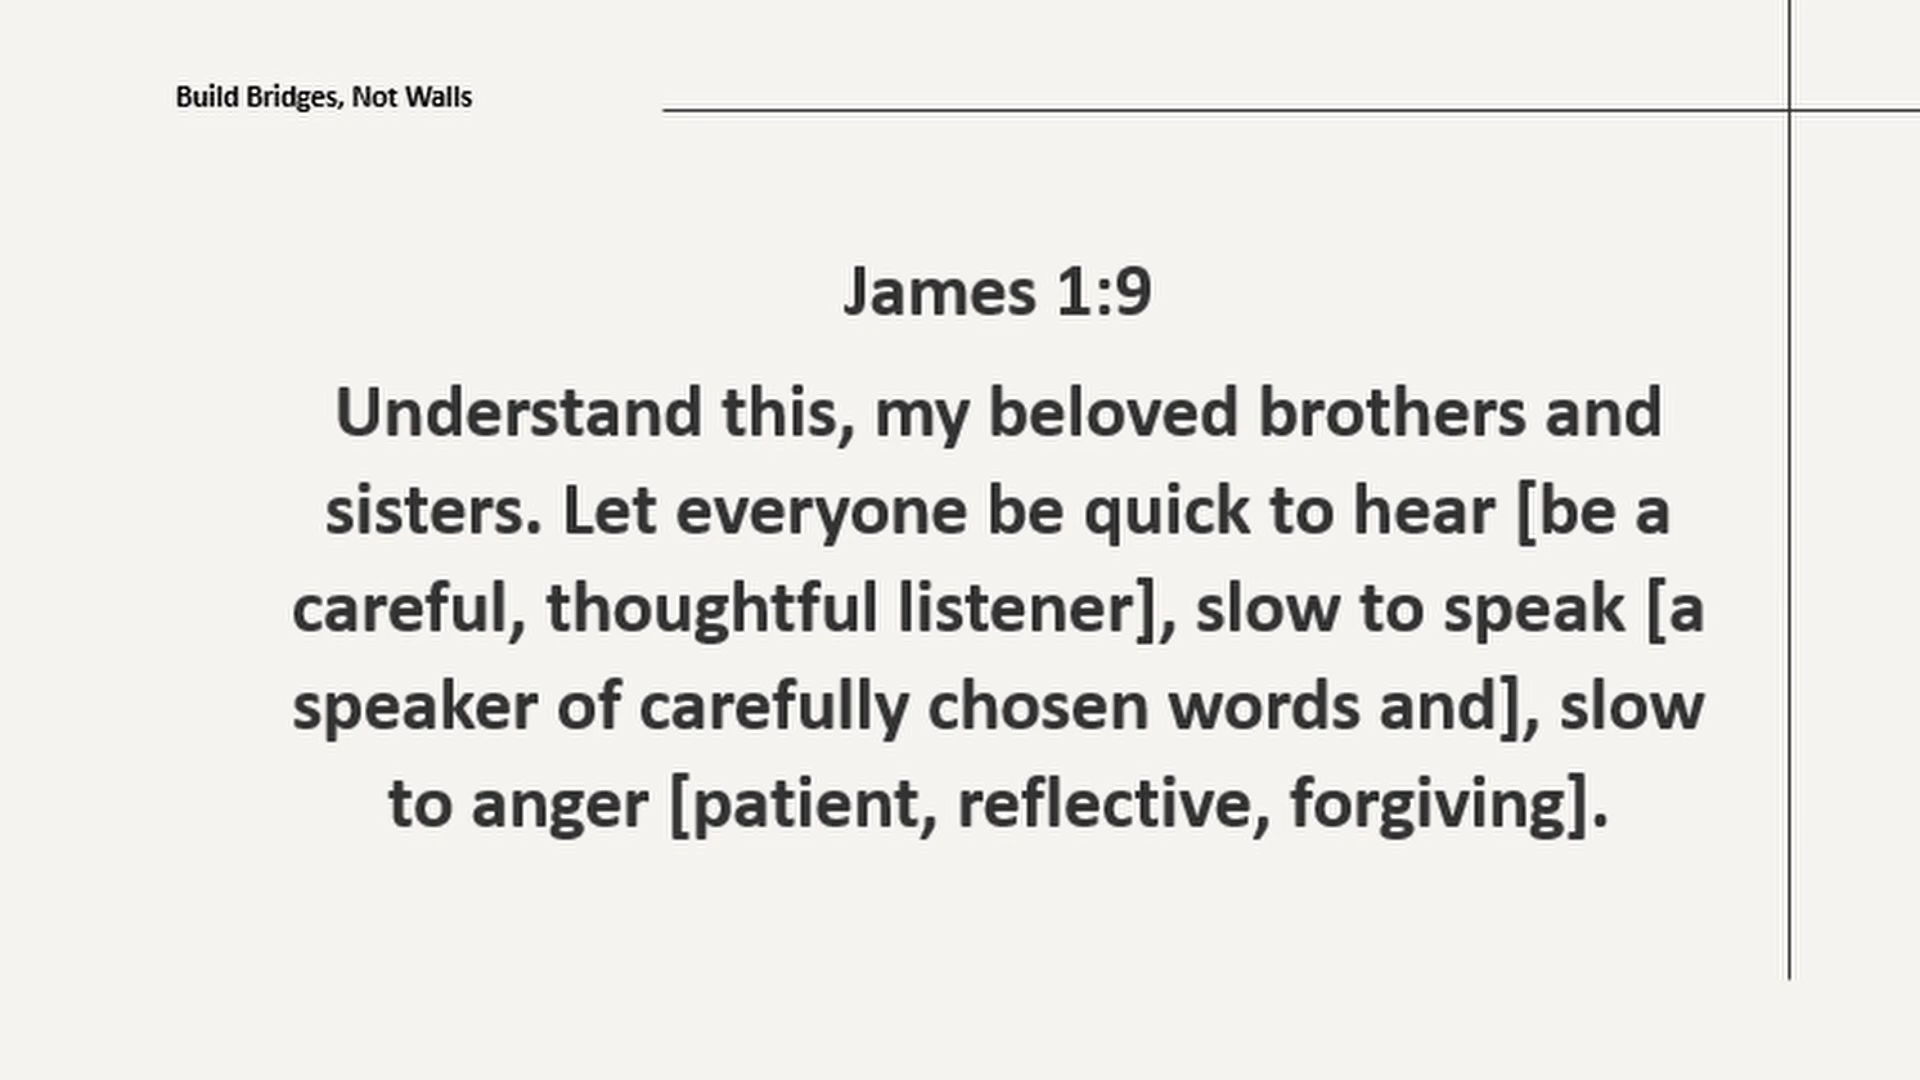 Build Bridges, Not Walls
James 1:9
Understand this, my beloved brothers and
sisters. Let everyone be quick to hear [be a
careful, thoughtful listener], slow to speak [a
speaker of carefully chosen words and], slow
to anger [patient, reflective, forgiving].